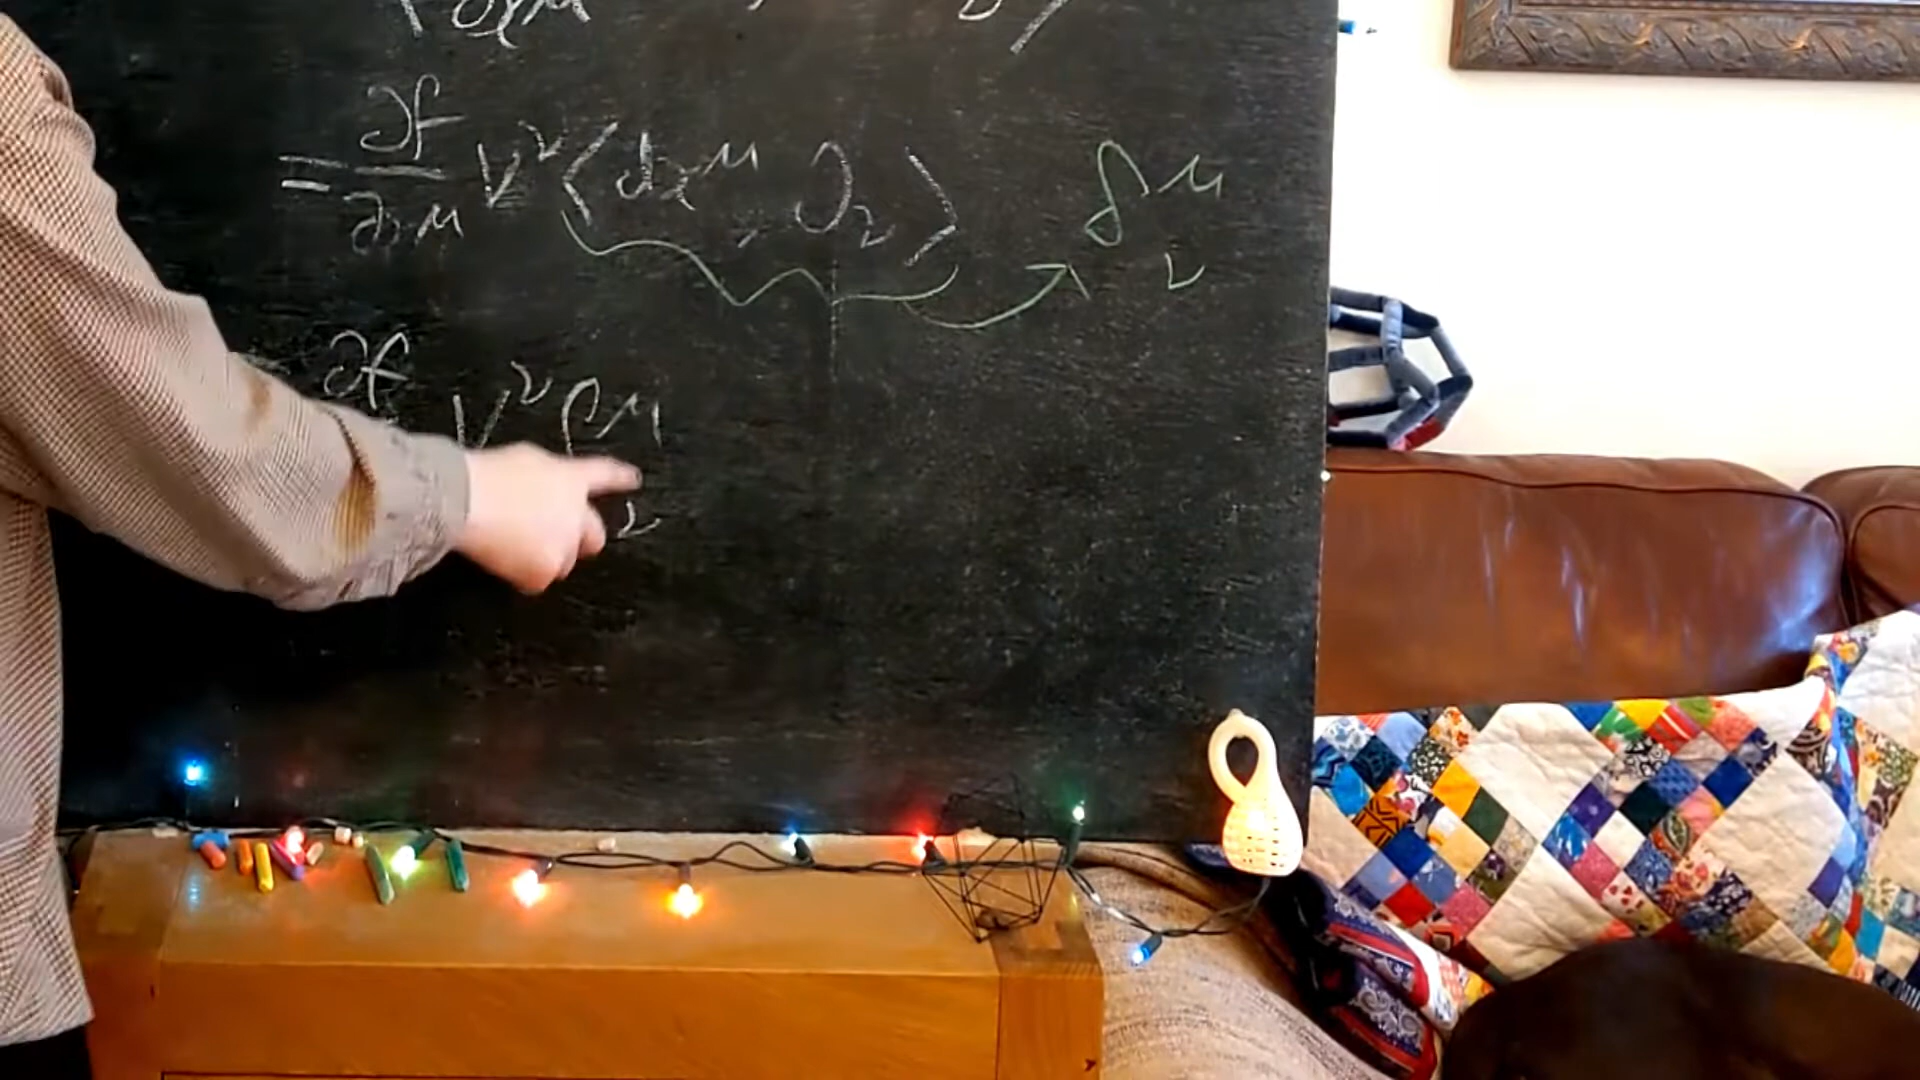 ∂x^μ
= ∂f/∂x^μ V^ν ⟨dx^μ, ∂_ν⟩ δ^μ_ν
∂f V^ν δ^μ_ν